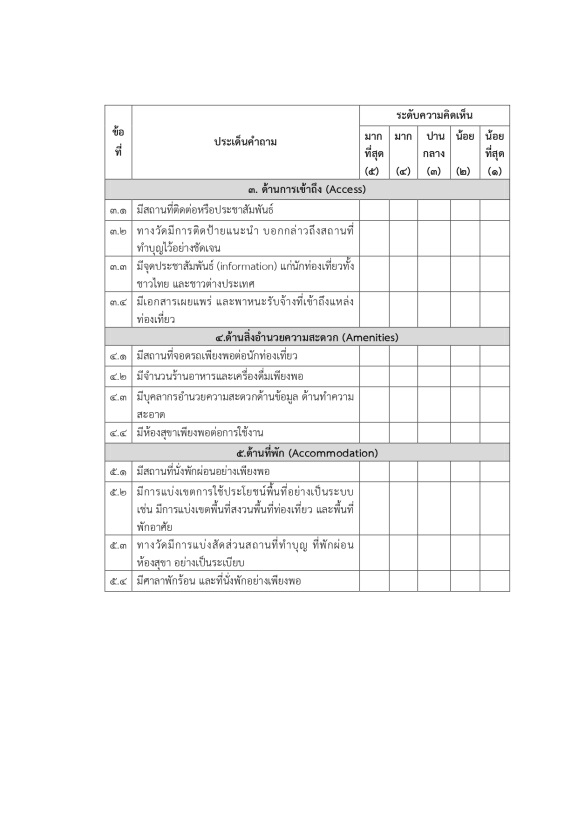 ข้อ
ที่
ประเด็นคำถาม
ระดับความคิดเห็น
มาก
ที่สุด
(๕)
มาก
(๔)
ปาน
กลาง
(๓)
น้อย
(๒)
น้อย
ที่สุด
(๑)
๓. ด้านการเข้าถึง (Access)
๓.๑ มีสถานที่ติดต่อหรือประชาสัมพันธ์
๓.๒ ทางวัดมีการติดป้ายแนะนำ บอกกล่าวถึงสถานที่
ทำบุญไว้อย่างชัดเจน
๓.๓ มีจุดประชาสัมพันธ์ (information) แก่นักท่องเที่ยวทั้ง
ชาวไทย และชาวต่างประเทศ
๓.๔ มีเอกสารเผยแพร่ และพาหนะรับจ้างที่เข้าถึงแหล่ง
ท่องเที่ยว
๔.ด้านสิ่งอำนวยความสะดวก (Amenities)
๔.๑ มีสถานที่จอดรถเพียงพอต่อนักท่องเที่ยว
๔.๒ มีจำนวนร้านอาหารและเครื่องดื่มเพียงพอ
๔.๓ มีบุคลากรอำนวยความสะดวกด้านข้อมูล ด้านทำความ
สะอาด
๔.๔ มีห้องสุขาเพียงพอต่อการใช้งาน
๕.ด้านที่พัก (Accommodation)
๕.๑ มีสถานที่นั่งพักผ่อนอย่างเพียงพอ
๕.๒ มีการแบ่งเขตการใช้ประโยชน์พื้นที่อย่างเป็นระบบ
เช่น มีการแบ่งเขตพื้นที่สงวนพื้นที่ท่องเที่ยว และพื้นที่
พักอาศัย
๕.๓ ทางวัดมีการแบ่งสัดส่วนสถานที่ทำบุญ ที่พักผ่อน
ห้องสุขา อย่างเป็นระเบียบ
๕.๔ มีศาลาพักร้อน และที่นั่งพักอย่างเพียงพอ